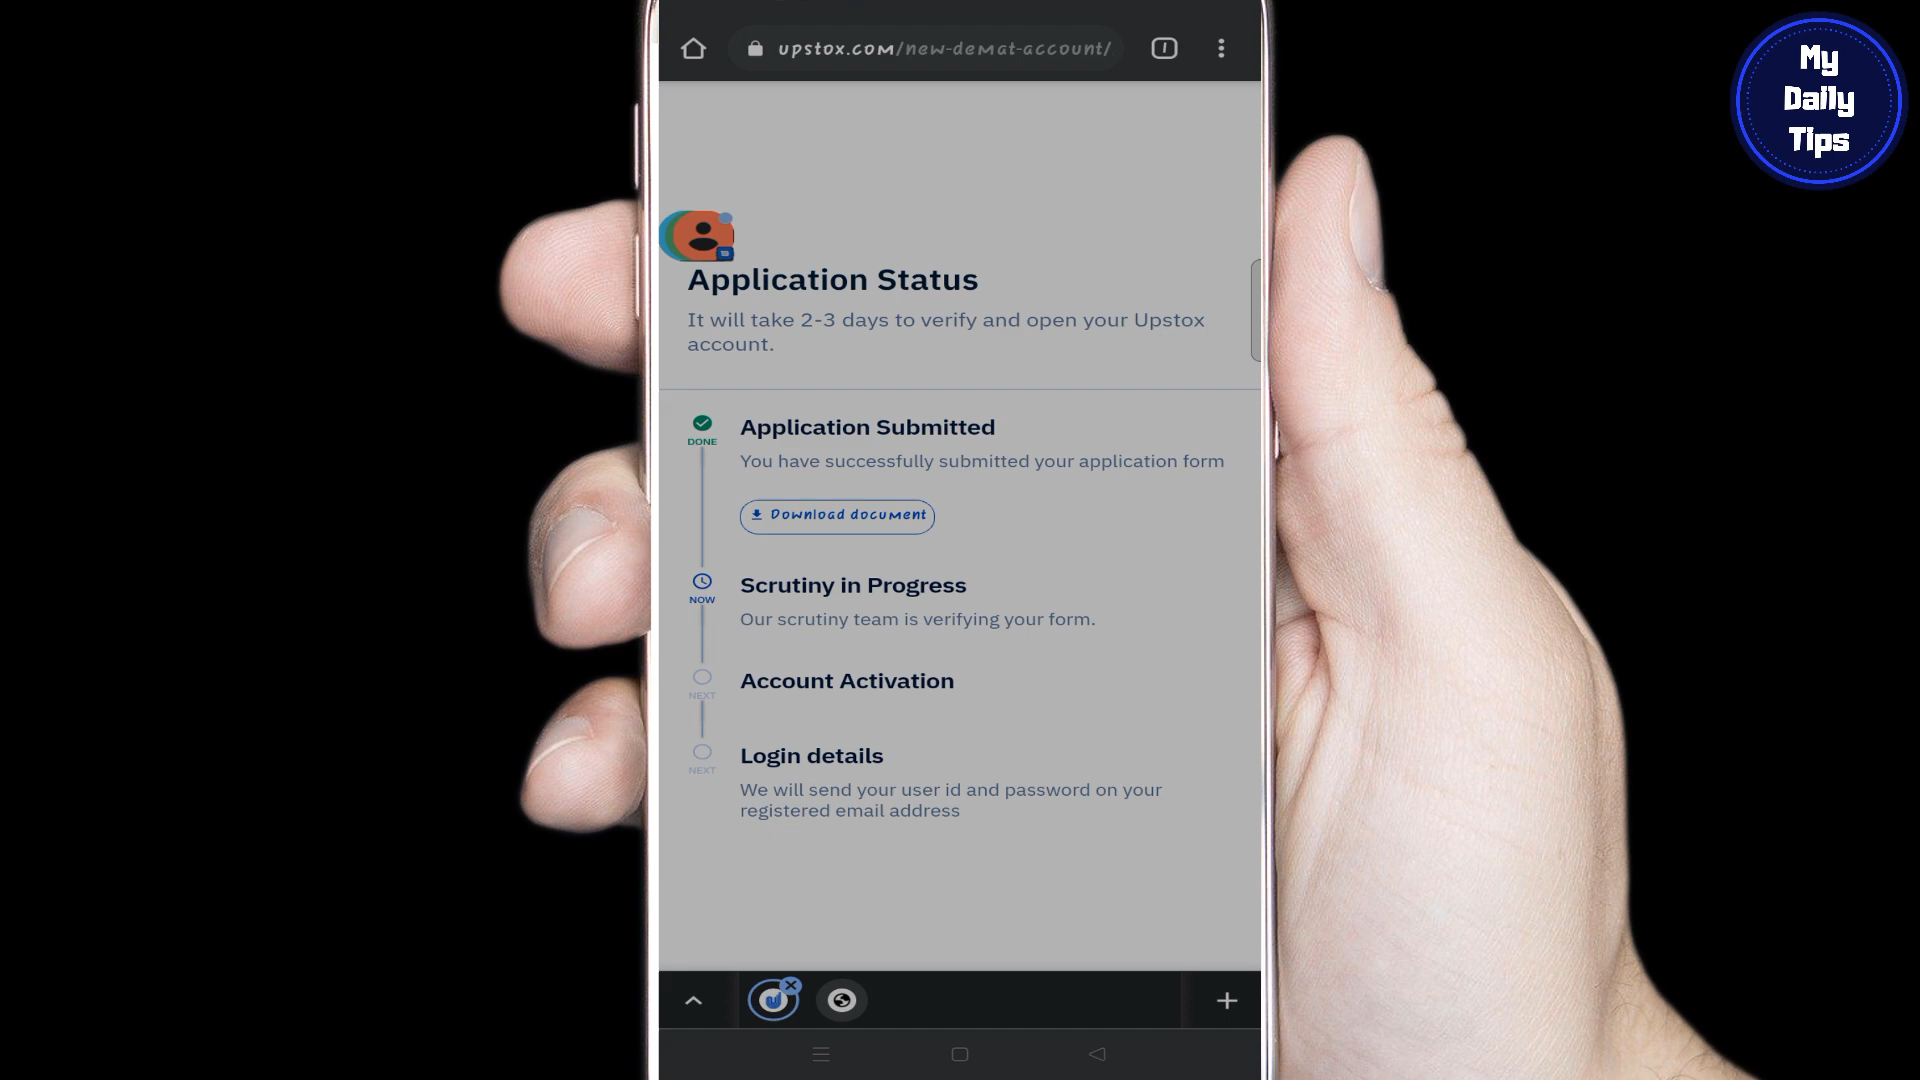 upstox.com/new-demat-account/
My
Daily
Tips
Application Status
It will take 2-3 days to verify and open your Upstox
account.
DONE
Application Submitted
You have successfully submitted your application form
Download document
NOW
Scrutiny in Progress
Our scrutiny team is verifying your form.
NEXT
Account Activation
NEXT
Login details
We will send your user id and password on your
registered email address